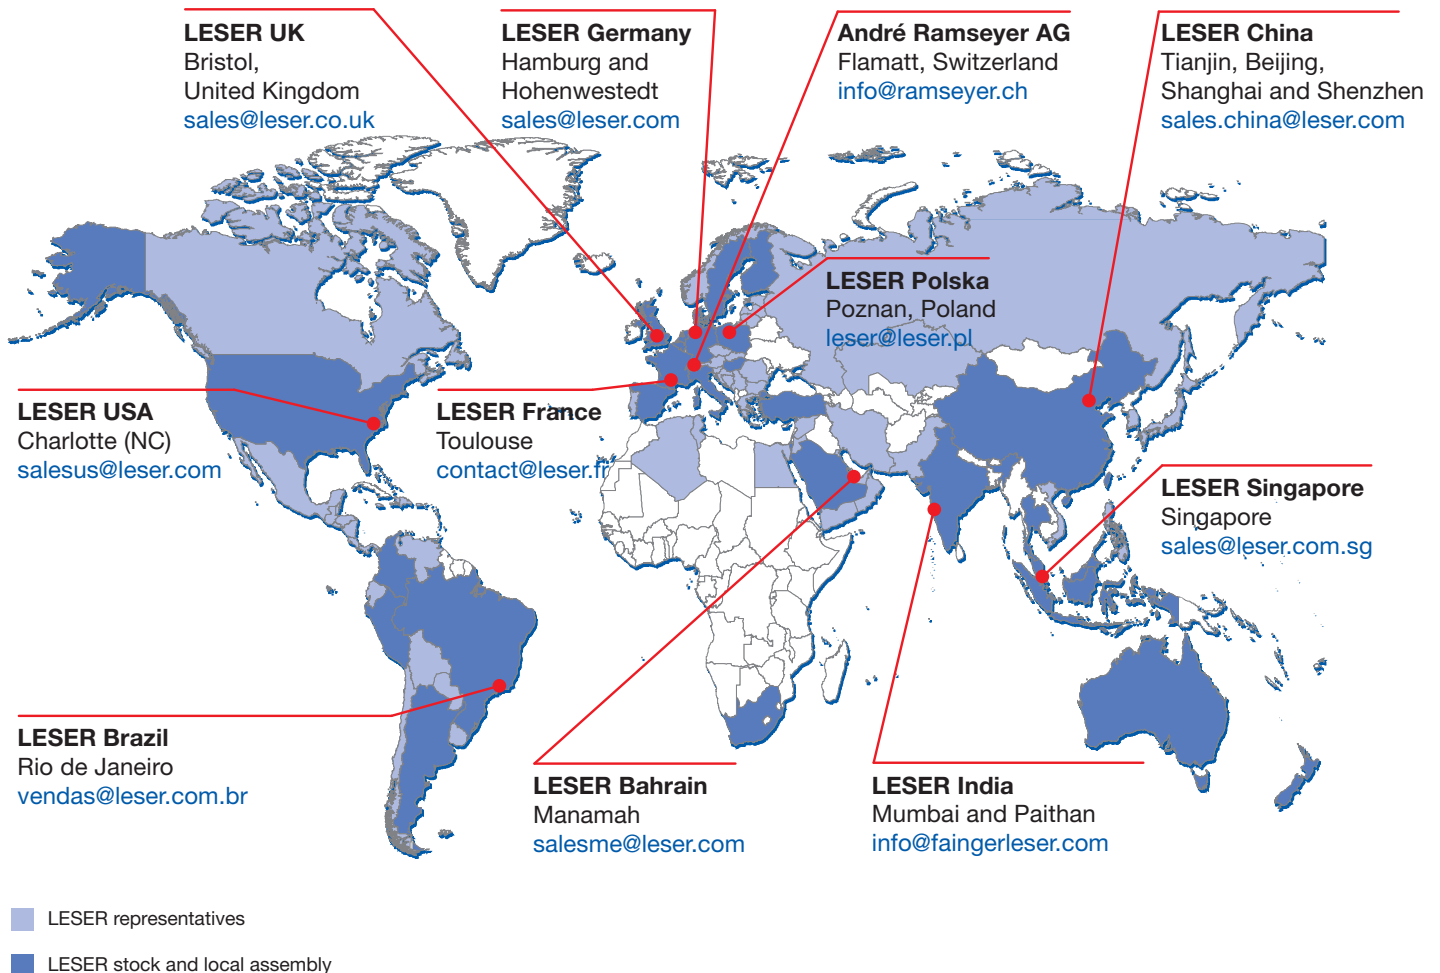 LESER UK
Bristol,
United Kingdom
sales@leser.co.uk
LESER Germany
Hamburg and
Hohenwestedt
sales@leser.com
André Ramseyer AG
Flamatt, Switzerland
info@ramseyer.ch
LESER China
Tianjin, Beijing,
Shanghai and Shenzhen
sales.china@leser.com
LESER Polska
Poznan, Poland
leser@leser.pl
LESER USA
Charlotte (NC)
salesus@leser.com
LESER France
Toulouse
contact@leser.fr
LESER Singapore
Singapore
sales@leser.com.sg
LESER Brazil
Rio de Janeiro
vendas@leser.com.br
LESER Bahrain
Manamah
salesme@leser.com
LESER India
Mumbai and Paithan
info@faingerleser.com
LESER representatives
LESER stock and local assembly